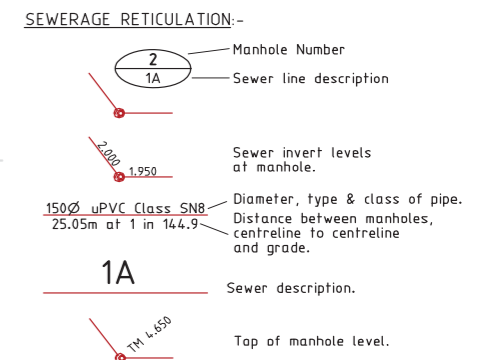 SEWERAGE RETICULATION:-
2
1A
Manhole Number
Sewer line description
2.000
1.950
Sewer invert levels
at manhole.
150Ø uPVC Class SN8
25.05m at 1 in 144.9
Diameter, type & class of pipe.
Distance between manholes,
centreline to centreline
and grade.
1A
Sewer description.
TM 4.650
Top of manhole level.